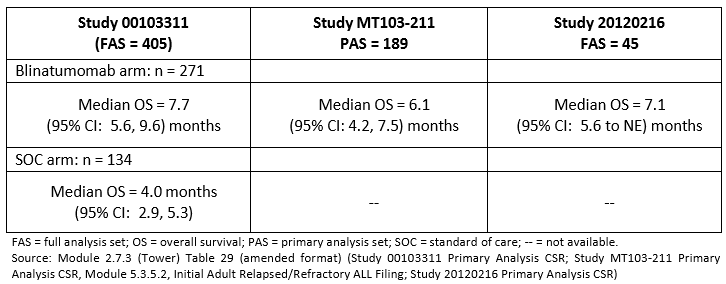 Study 00103311
(FAS = 405)
Study MT103-211
PAS = 189
Study 20120216
FAS = 45
Blinatumomab arm: n = 271
Median OS = 7.7
(95% CI:  5.6, 9.6) months
Median OS = 6.1
(95% CI: 4.2, 7.5) months
Median OS = 7.1
(95% CI:  5.6 to NE) months
SOC arm: n = 134
Median OS = 4.0 months
(95% CI:  2.9, 5.3)
--
--
FAS = full analysis set; OS = overall survival; PAS = primary analysis set; SOC = standard of care; -- = not available.
Source: Module 2.7.3 (Tower) Table 29 (amended format) (Study 00103311 Primary Analysis CSR; Study MT103-211 Primary
Analysis CSR, Module 5.3.5.2, Initial Adult Relapsed/Refractory ALL Filing; Study 20120216 Primary Analysis CSR)